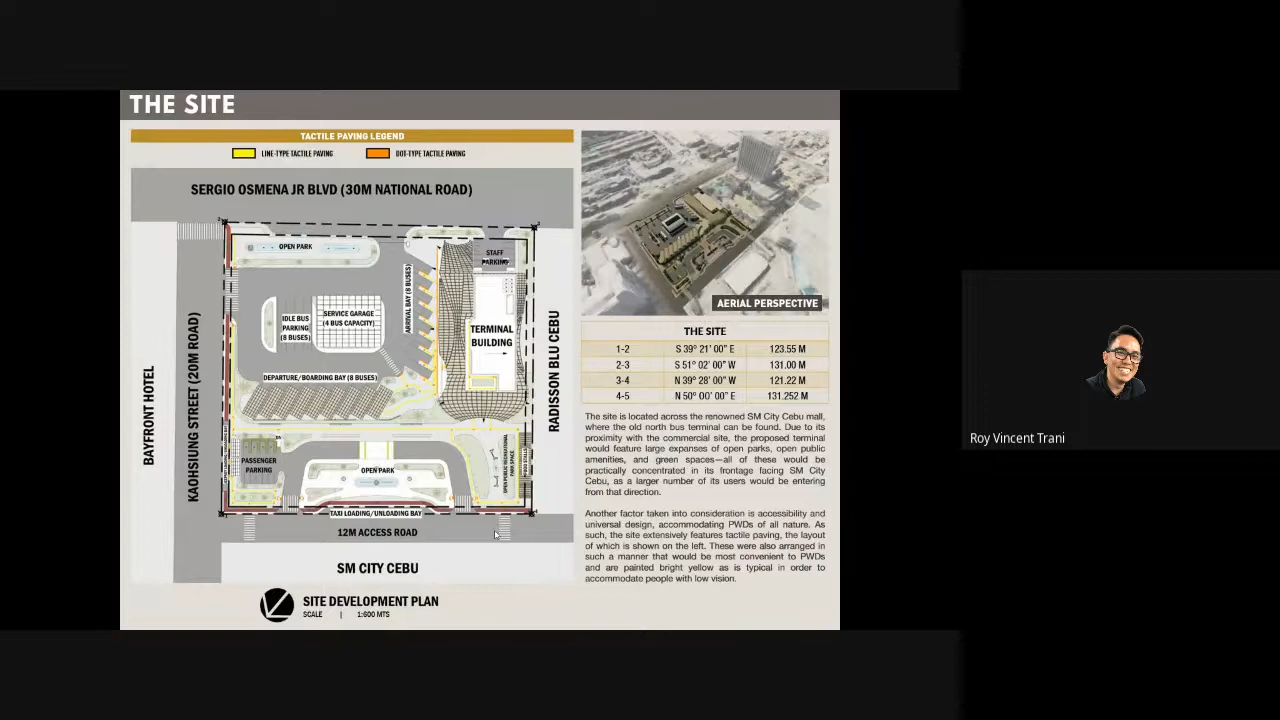 THE SITE
TACTILE PAVING LEGEND
LINE-TYPE TACTILE PAVING
DOT-TYPE TACTILE PAVING
SERGIO OSMENA JR BLVD (30M NATIONAL ROAD)
OPEN PARK
STAFF
PARKING
ARRIVAL BAY (8 BUSES)
IDLE BUS
PARKING
(8 BUSES)
SERVICE GARAGE
(4 BUS CAPACITY)
TERMINAL
BUILDING
DEPARTURE/BOARDING BAY (8 BUSES)
BAYFRONT HOTEL
KAOHSIUNG STREET (20M ROAD)
RADISSON BLU CEBU
PASSENGER
PARKING
OPEN PARK
OPEN PUBLIC RECREATIONAL
FAIR SPACE
FOOD STALLS
TAXI LOADING/UNLOADING BAY
12M ACCESS ROAD
SM CITY CEBU
SITE DEVELOPMENT PLAN
SCALE | 1:600 MTS
AERIAL PERSPECTIVE
THE SITE
1-2 S 39° 21' 00" E 123.55 M
2-3 S 51° 02' 00" W 131.00 M
3-4 N 39° 28' 00" W 121.22 M
4-5 N 50° 00' 00" E 131.252 M
The site is located across the renowned SM City Cebu mall,
where the old north bus terminal can be found. Due to its
proximity with the commercial site, the proposed terminal
would feature large expanses of open parks, open public
amenities, and green spaces—all of these would be
practically concentrated in its frontage facing SM City
Cebu, as a larger number of its users would be entering
from that direction.
Another factor taken into consideration is accessibility and
universal design, accommodating PWDs of all nature. As
such, the site extensively features tactile paving, the layout
of which is shown on the left. These were also arranged in
such a manner that would be most convenient to PWDs
and are painted bright yellow as is typical in order to
accommodate people with low vision.
Roy Vincent Trani